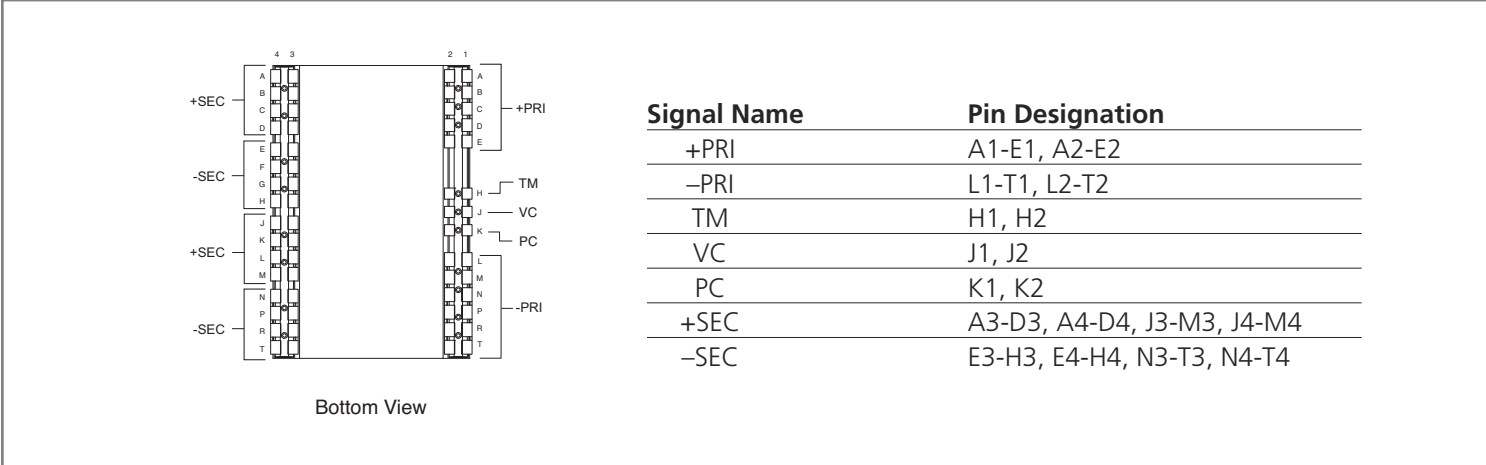 4 3
2 1
A
B
C
D
E
F
G
H
J
K
L
M
N
P
R
T
+SEC
-SEC
+SEC
-SEC
A
B
C
D
E
H
J
K
L
M
N
P
R
T
+PRI
TM
VC
PC
-PRI
Bottom View
Signal Name Pin Designation
+PRI A1-E1, A2-E2
–PRI L1-T1, L2-T2
TM H1, H2
VC J1, J2
PC K1, K2
+SEC A3-D3, A4-D4, J3-M3, J4-M4
–SEC E3-H3, E4-H4, N3-T3, N4-T4